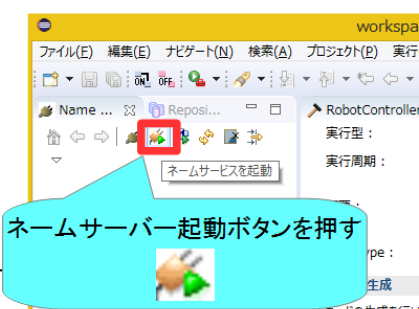 workspa
ファイル(F) 編集(E) ナビゲート(N) 検索(A) プロジェクト(P) 実行
Name ... Reposi... RobotController
実行型：
実行周期：
ネームサービスを起動
ネームサーバー起動ボタンを押す
ype：
生成